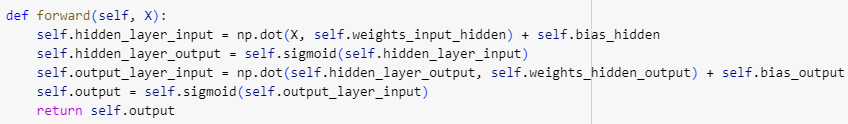 def forward(self, X):
    self.hidden_layer_input = np.dot(X, self.weights_input_hidden) + self.bias_hidden
    self.hidden_layer_output = self.sigmoid(self.hidden_layer_input)
    self.output_layer_input = np.dot(self.hidden_layer_output, self.weights_hidden_output) + self.bias_output
    self.output = self.sigmoid(self.output_layer_input)
    return self.output